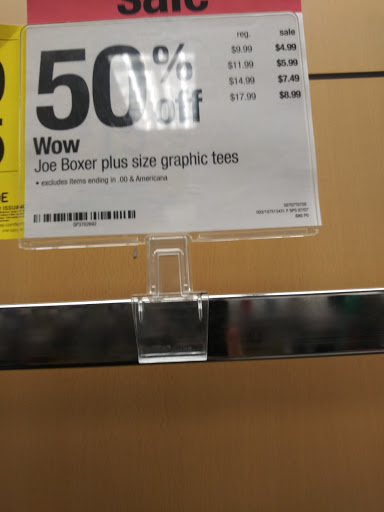 sale
50% off
reg. sale
$9.99 $4.99
$11.99 $5.99
$14.99 $7.49
$17.99 $8.99
Wow
Joe Boxer plus size graphic tees
• excludes items ending in .00 & Americana